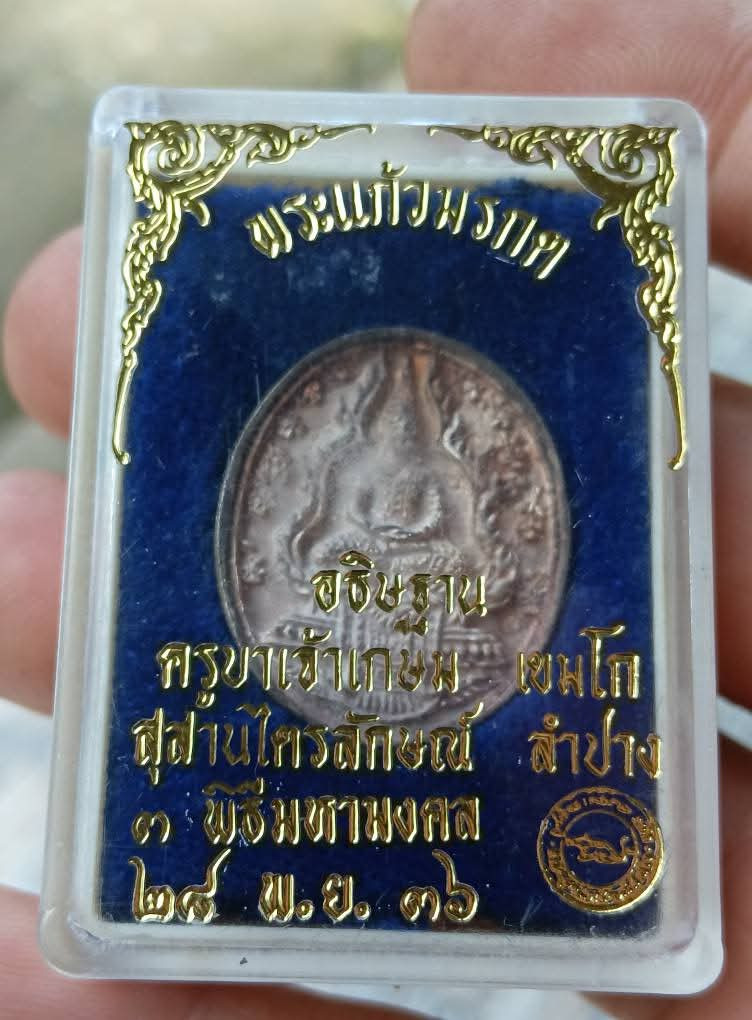 พระแก้วมรกต
อธิษฐาน
ครูบาเจ้าเกษม เขมโก
สุสานไตรลักษณ์ ลำปาง
๓ พิธีมหามงคล
๒๘ พ.ย. ๓๖